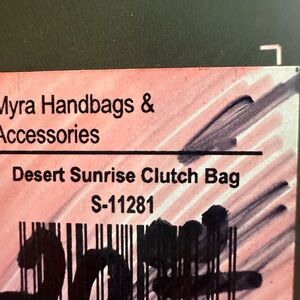 Myra Handbags &
Accessories
Desert Sunrise Clutch Bag
S-11281